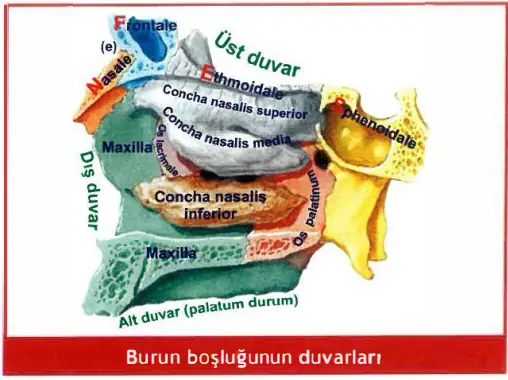 Frontale
(e)
Nasale
Üst duvar
Ethmoidale
Concha nasalis superior
Concha nasalis media
Sphenoidale
Maxilla
Os lacrimale
Dış duvar
Concha nasalis
inferior
Os palatinum
Maxilla
Alt duvar (palatum durum)
Burun boşluğunun duvarları